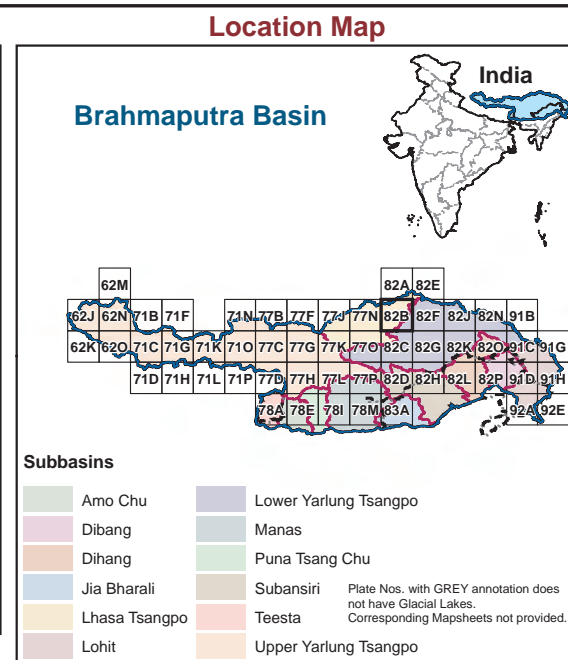 Location Map
India
Brahmaputra Basin
62M 82A 82E
62J 62N 71B 71F 71N 77B 77F 77J 77N 82B 82F 82J 82N 91B
62K 62O 71C 71G 71K 71O 77C 77G 77K 77O 82C 82G 82K 82O 91C 91G
71D 71H 71L 71P 77D 77H 77L 77P 82D 82H 82L 82P 91D 91H
78A 78E 78I 78M 83A 92A 92E
Subbasins
Amo Chu
Dibang
Dihang
Jia Bharali
Lhasa Tsangpo
Lohit
Lower Yarlung Tsangpo
Manas
Puna Tsang Chu
Subansiri
Teesta
Upper Yarlung Tsangpo
Plate Nos. with GREY annotation does
not have Glacial Lakes.
Corresponding Mapsheets not provided.